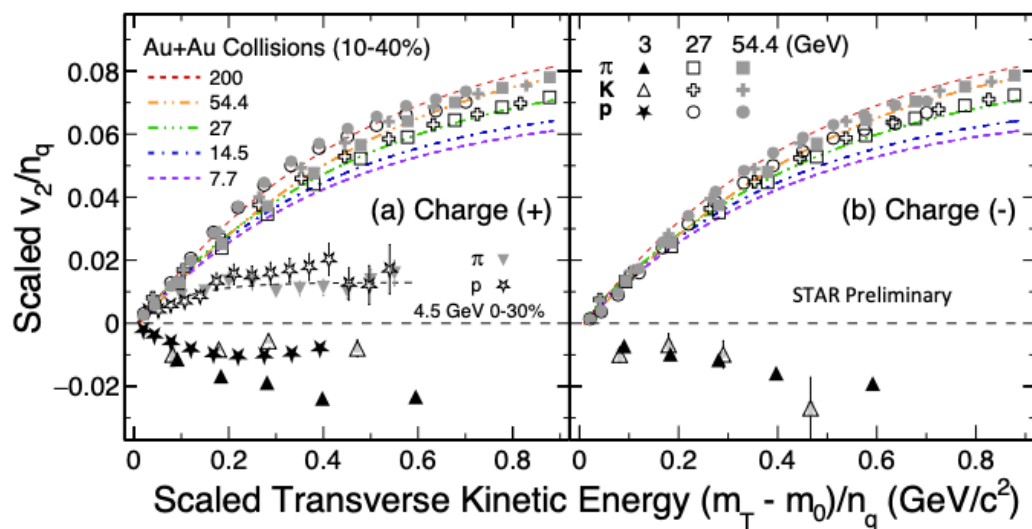 Au+Au Collisions (10-40%)
200
54.4
27
14.5
7.7
(a) Charge (+)
π
p
4.5 GeV 0-30%
3 27 54.4 (GeV)
π
K
p
(b) Charge (-)
STAR Preliminary
Scaled v2/nq
0.08
0.06
0.04
0.02
0
−0.02
0 0.2 0.4 0.6 0.8 0 0.2 0.4 0.6 0.8
Scaled Transverse Kinetic Energy (mT - m0)/nq (GeV/c²)